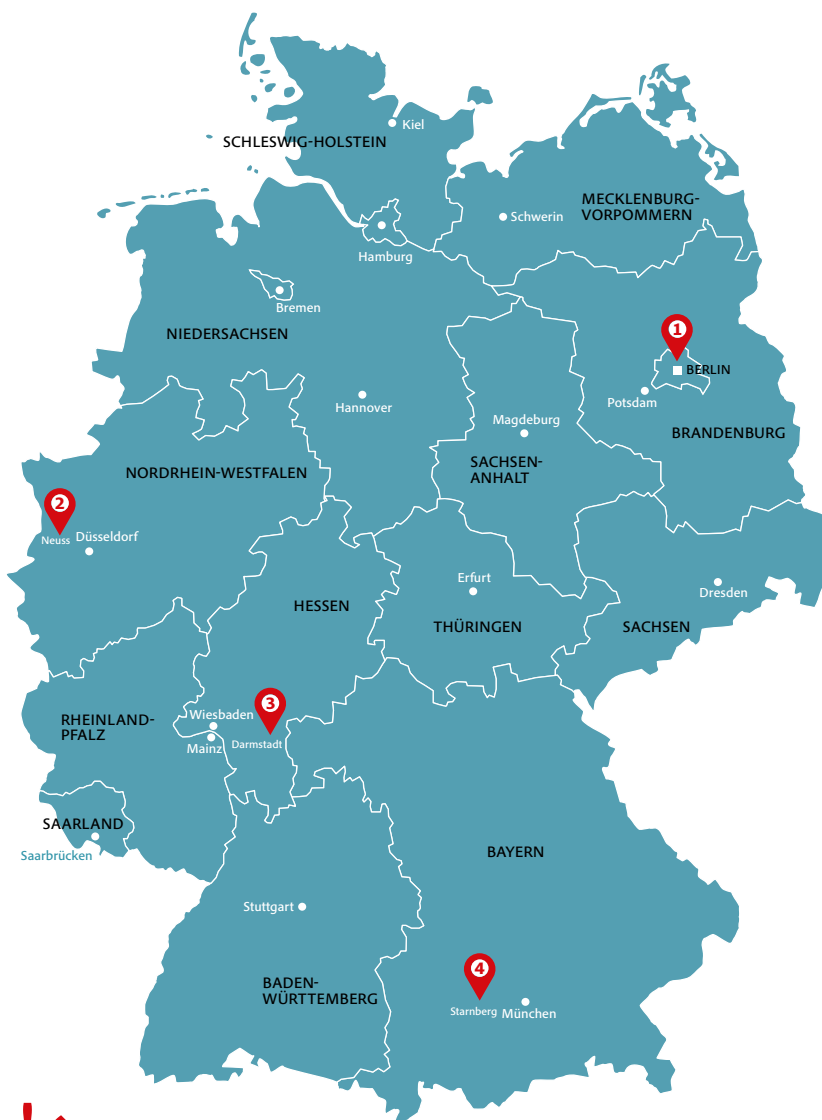 Kiel
SCHLESWIG-HOLSTEIN
MECKLENBURG-
VORPOMMERN
Schwerin
Hamburg
Bremen
NIEDERSACHSEN
1
BERLIN
Potsdam
Hannover
Magdeburg
BRANDENBURG
SACHSEN-
ANHALT
NORDRHEIN-WESTFALEN
2
Neuss
Düsseldorf
Erfurt
Dresden
HESSEN
THÜRINGEN
SACHSEN
3
Wiesbaden
RHEINLAND-
PFALZ
Mainz
Darmstadt
SAARLAND
Saarbrücken
BAYERN
Stuttgart
4
BADEN-
WÜRTTEMBERG
Starnberg
München